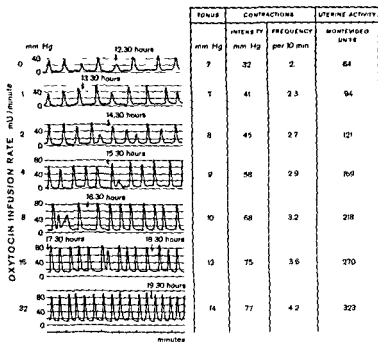 TONUS CONTRACTIONS UTERINE ACTIVITY
INTENSITY FREQUENCY MONTEVIDEO
mm Hg mm Hg per 10 min UNITS
OXYTOCIN INFUSION RATE mU/minute
mm Hg
12.30 hours
0 40 0 7 32 2. 64
13.30 hours
1 40 0 41 2.3 94
14.30 hours
2 40 0 8 45 2.7 121
15.30 hours
4 80 40 0 9 58 2.9 169
16.30 hours
8 80 40 0 10 68 3.2 218
17.30 hours 18.30 hours
80 40 0 75 3.6 270
19.30 hours
32 80 40 0 14 77 4.2 323
minutes